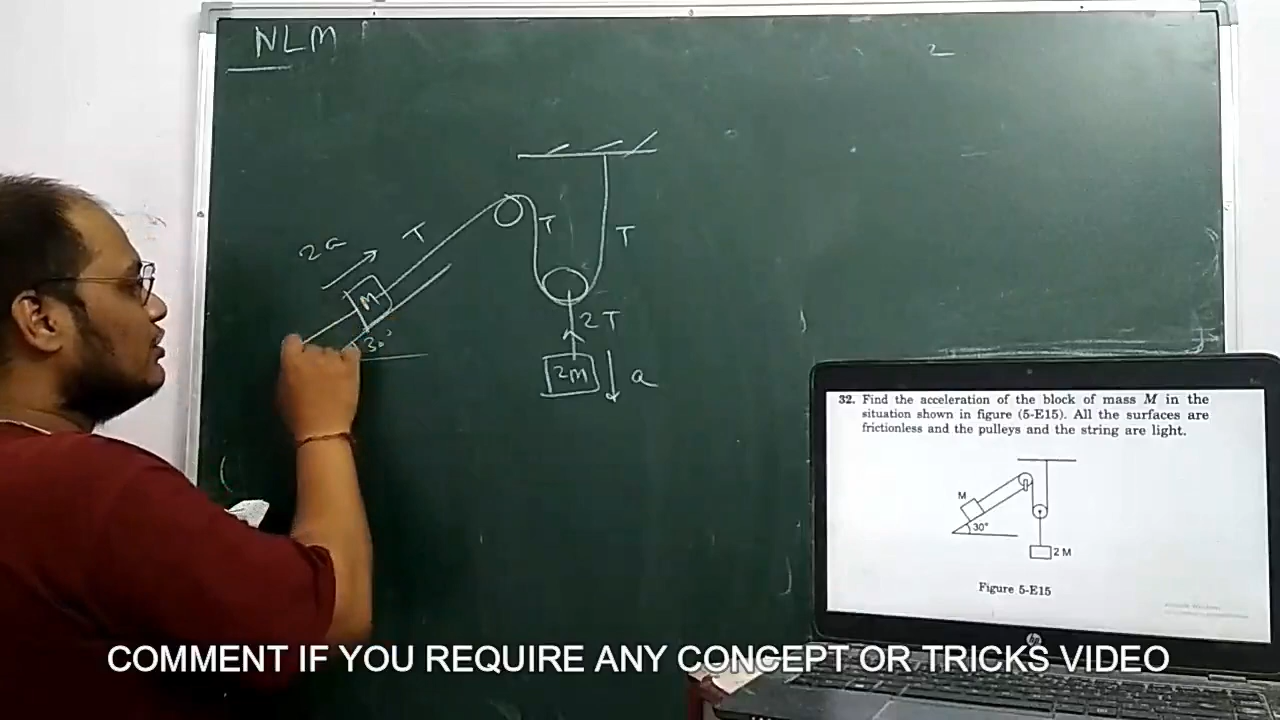 NLM
2a
T
T
T
M
30°
2T
2M
a
32. Find the acceleration of the block of mass M in the
situation shown in figure (5-E15). All the surfaces are
frictionless and the pulleys and the string are light.
M
30°
2 M
Figure 5-E15
hp
COMMENT IF YOU REQUIRE ANY CONCEPT OR TRICKS VIDEO